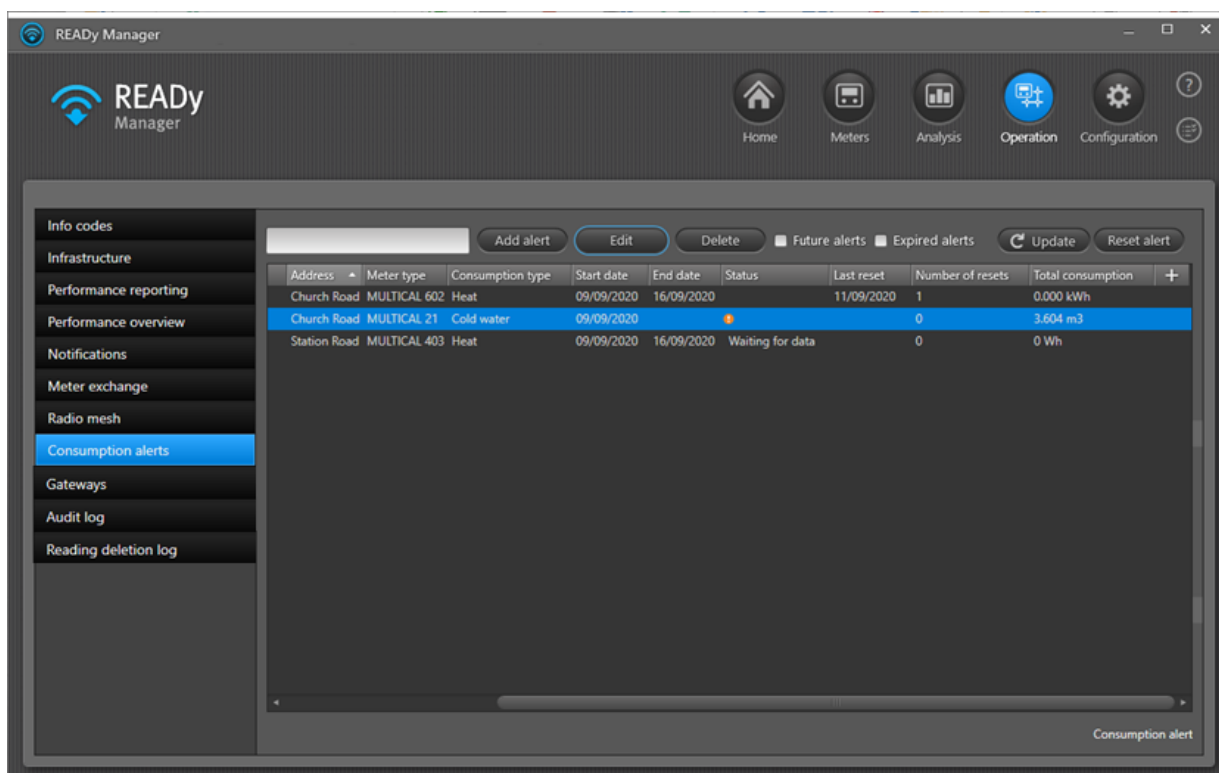 READy Manager
READy
Manager
Home Meters Analysis Operation Configuration
Info codes
Infrastructure
Performance reporting
Performance overview
Notifications
Meter exchange
Radio mesh
Consumption alerts
Gateways
Audit log
Reading deletion log
Add alert Edit Delete Future alerts Expired alerts Update Reset alert
Address Meter type Consumption type Start date End date Status Last reset Number of resets Total consumption +
Church Road MULTICAL 602 Heat 09/09/2020 16/09/2020 11/09/2020 1 0.000 kWh
Church Road MULTICAL 21 Cold water 09/09/2020 0 3.604 m3
Station Road MULTICAL 403 Heat 09/09/2020 16/09/2020 Waiting for data 0 0 Wh
Consumption alert